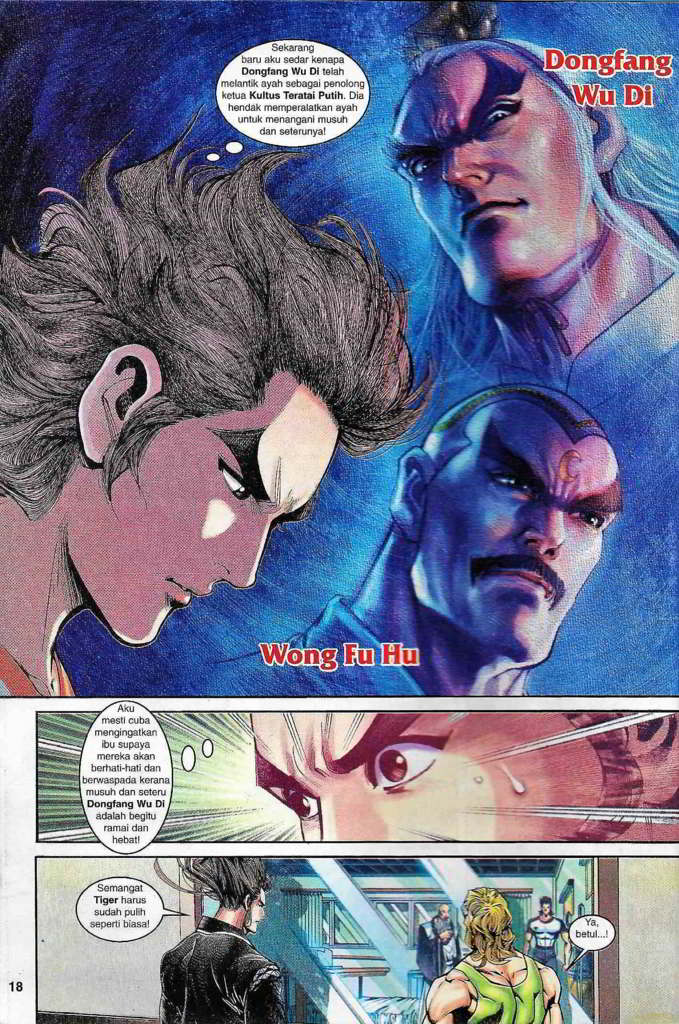 Sekarang
baru aku sedar kenapa
Dongfang Wu Di telah
melantik ayah sebagai penolong
ketua Kultus Teratai Putih. Dia
hendak memperalatkan ayah
untuk menangani musuh
dan seterunya!
Dongfang
Wu Di
Wong Fu Hu
Aku
mesti cuba
mengingatkan
ibu supaya
mereka akan
berhati-hati dan
berwaspada kerana
musuh dan seteru
Dongfang Wu Di
adalah begitu
ramai dan
hebat!
Semangat
Tiger harus
sudah pulih
seperti biasa!
Ya,
betul...!
18